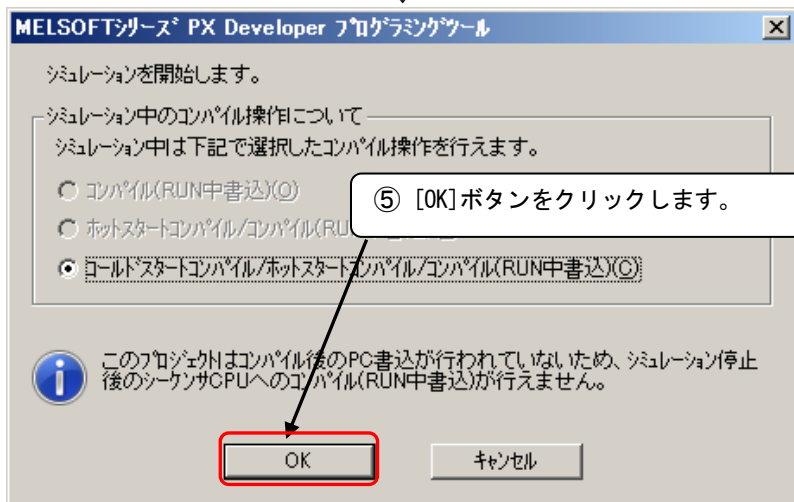 MELSOFTシリーズ PX Developer プログラミングツール
シミュレーションを開始します。
シミュレーション中のコンパイル操作について
シミュレーション中は下記で選択したコンパイル操作を行えます。
コンパイル(RUN中書込)(O)
⑤ [OK]ボタンをクリックします。
ホットスタートコンパイル/コンパイル(RU
コールドスタートコンパイル/ホットスタートコンパイル/コンパイル(RUN中書込)(C)
このプロジェクトはコンパイル後のPC書込が行われていないため、シミュレーション停止
後のシーケンサCPUへのコンパイル(RUN中書込)が行えません。
OK
キャンセル